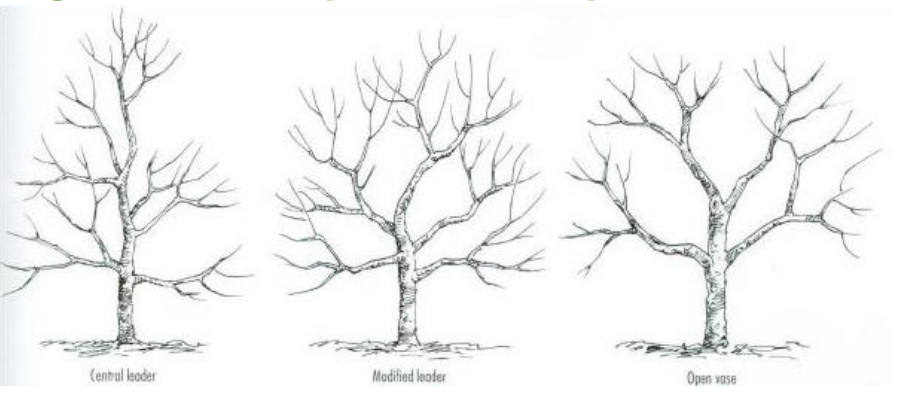 Central leader
Modified leader
Open vase